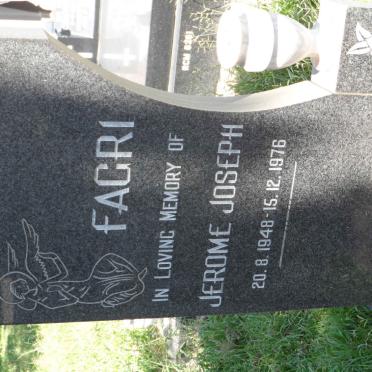 FAGRI
IN LOVING MEMORY OF
JEROME JOSEPH
20.8.1948-15.12.1976